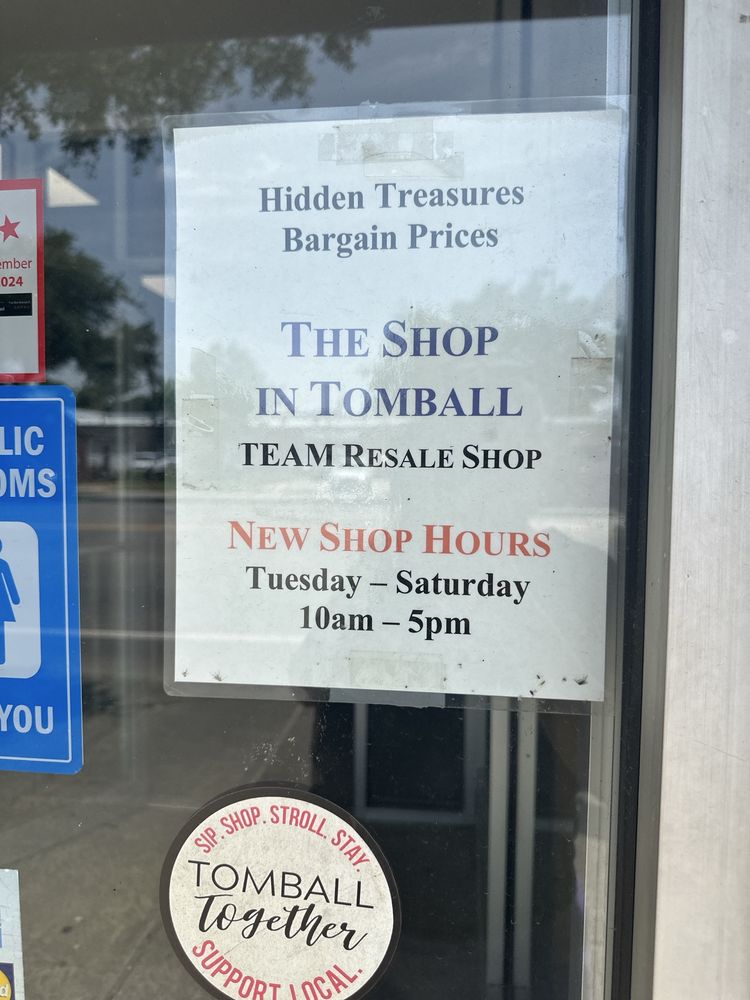 Hidden Treasures
Bargain Prices
THE SHOP
IN TOMBALL
TEAM RESALE SHOP
NEW SHOP HOURS
Tuesday – Saturday
10am – 5pm
ember
024
LIC
OMS
YOU
SIP. SHOP. STROLL. STAY.
TOMBALL
Together
SUPPORT LOCAL.